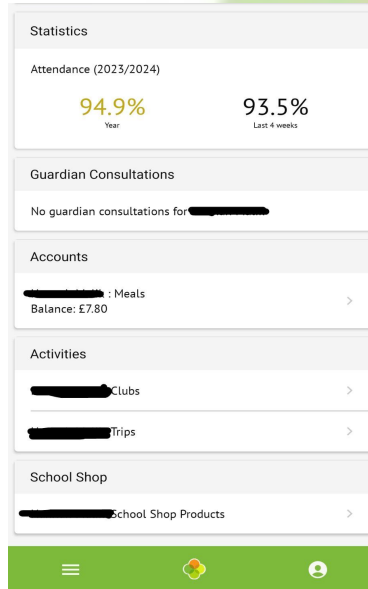 Statistics
Attendance (2023/2024)
94.9% 93.5%
Year Last 4 weeks
Guardian Consultations
No guardian consultations for
Accounts
: Meals
Balance: £7.80
Activities
Clubs
Trips
School Shop
School Shop Products